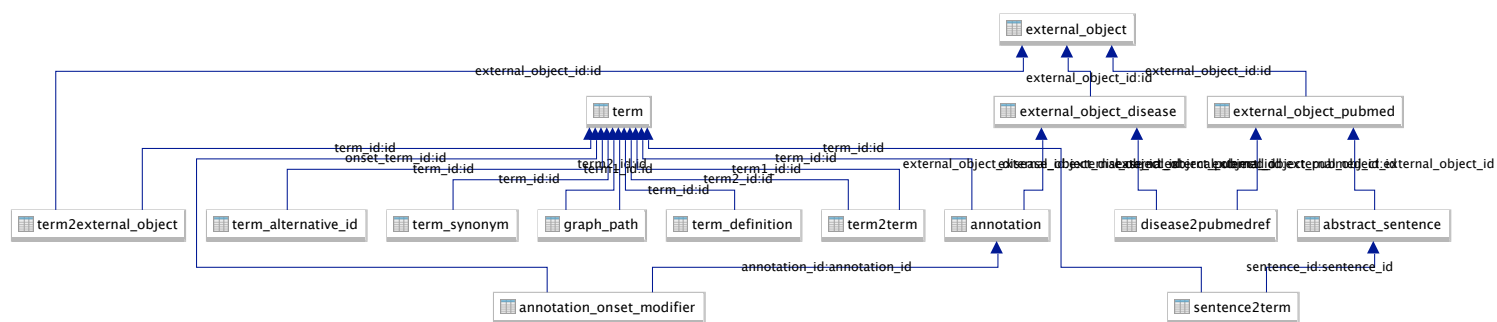 external_object
external_object_id:id
external_object_id:id
external_object_id:id
term
external_object_disease
external_object_pubmed
term_id:id
onset_term_id:id
term_id:id
term_id:id
term_id:id
term1_id:id
term_id:id
term2_id:id
term_id:id
term2_external_object
term_alternative_id
term_synonym
graph_path
term_definition
term2term
annotation
disease2pubmedref
abstract_sentence
annotation_id:annotation_id
sentence_id:sentence_id
annotation_onset_modifier
sentence2term